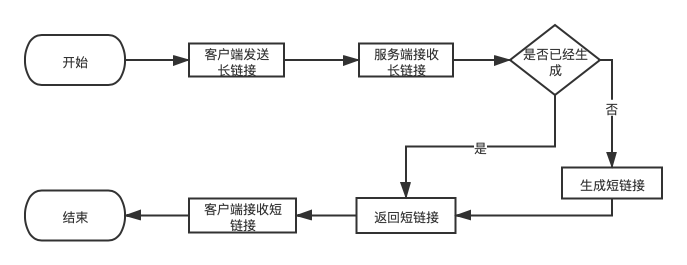 开始
客户端发送
长链接
服务端接收
长链接
是否已经生
成
否
是
生成短链接
返回短链接
客户端接收短
链接
结束